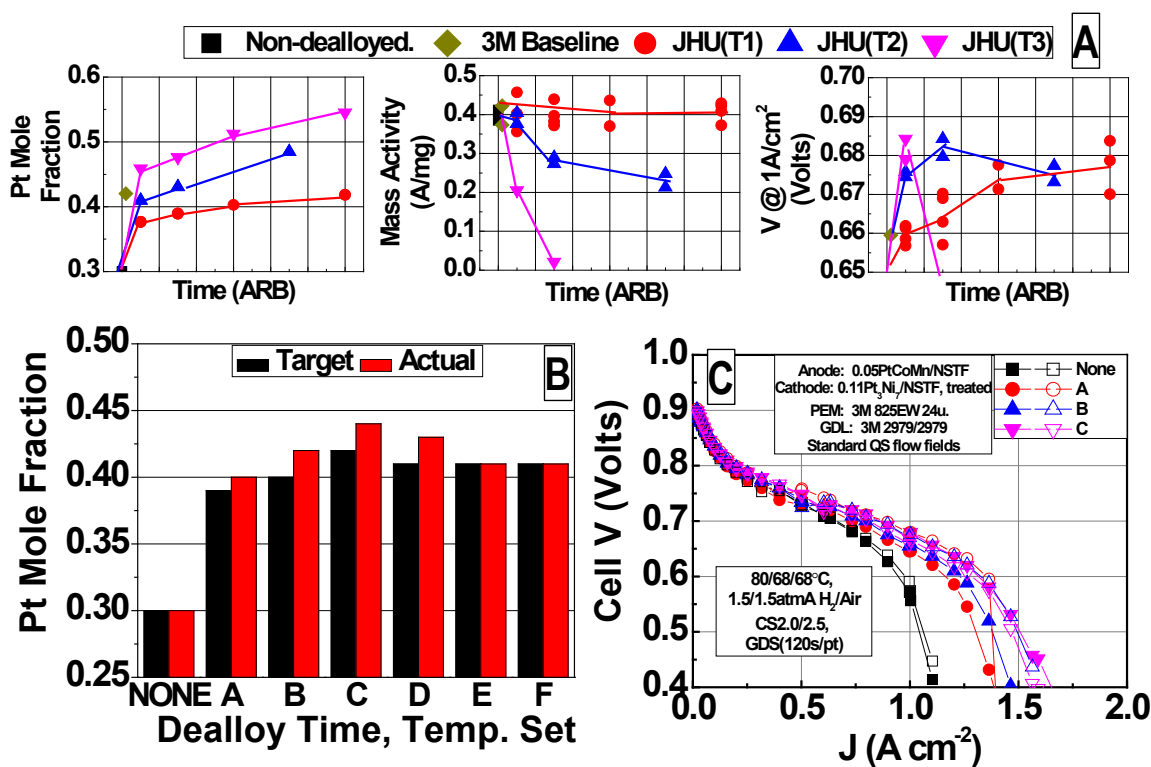 Non-dealloyed. 3M Baseline JHU(T1) JHU(T2) JHU(T3)
A
Pt Mole
Fraction
0.6
0.5
0.4
0.3
Time (ARB)
Mass Activity
(A/mg)
0.5
0.4
0.3
0.2
0.1
0.0
Time (ARB)
V @ 1A/cm²
(Volts)
0.70
0.69
0.68
0.67
0.66
0.65
Time (ARB)
B
Target Actual
Pt Mole Fraction
0.50
0.45
0.40
0.35
0.30
0.25
NONE A B C D E F
Dealloy Time, Temp. Set
C
Anode: 0.05PtCoMn/NSTF
Cathode: 0.11Pt₃Ni₇/NSTF, treated
PEM: 3M 825EW 24u.
GDL: 3M 2979/2979
Standard QS flow fields
None
A
B
C
80/68/68°C,
1.5/1.5atmA H₂/Air
CS2.0/2.5,
GDS(120s/pt)
Cell V (Volts)
1.0
0.9
0.8
0.7
0.6
0.5
0.4
0.0 0.5 1.0 1.5 2.0
J (A cm⁻²)